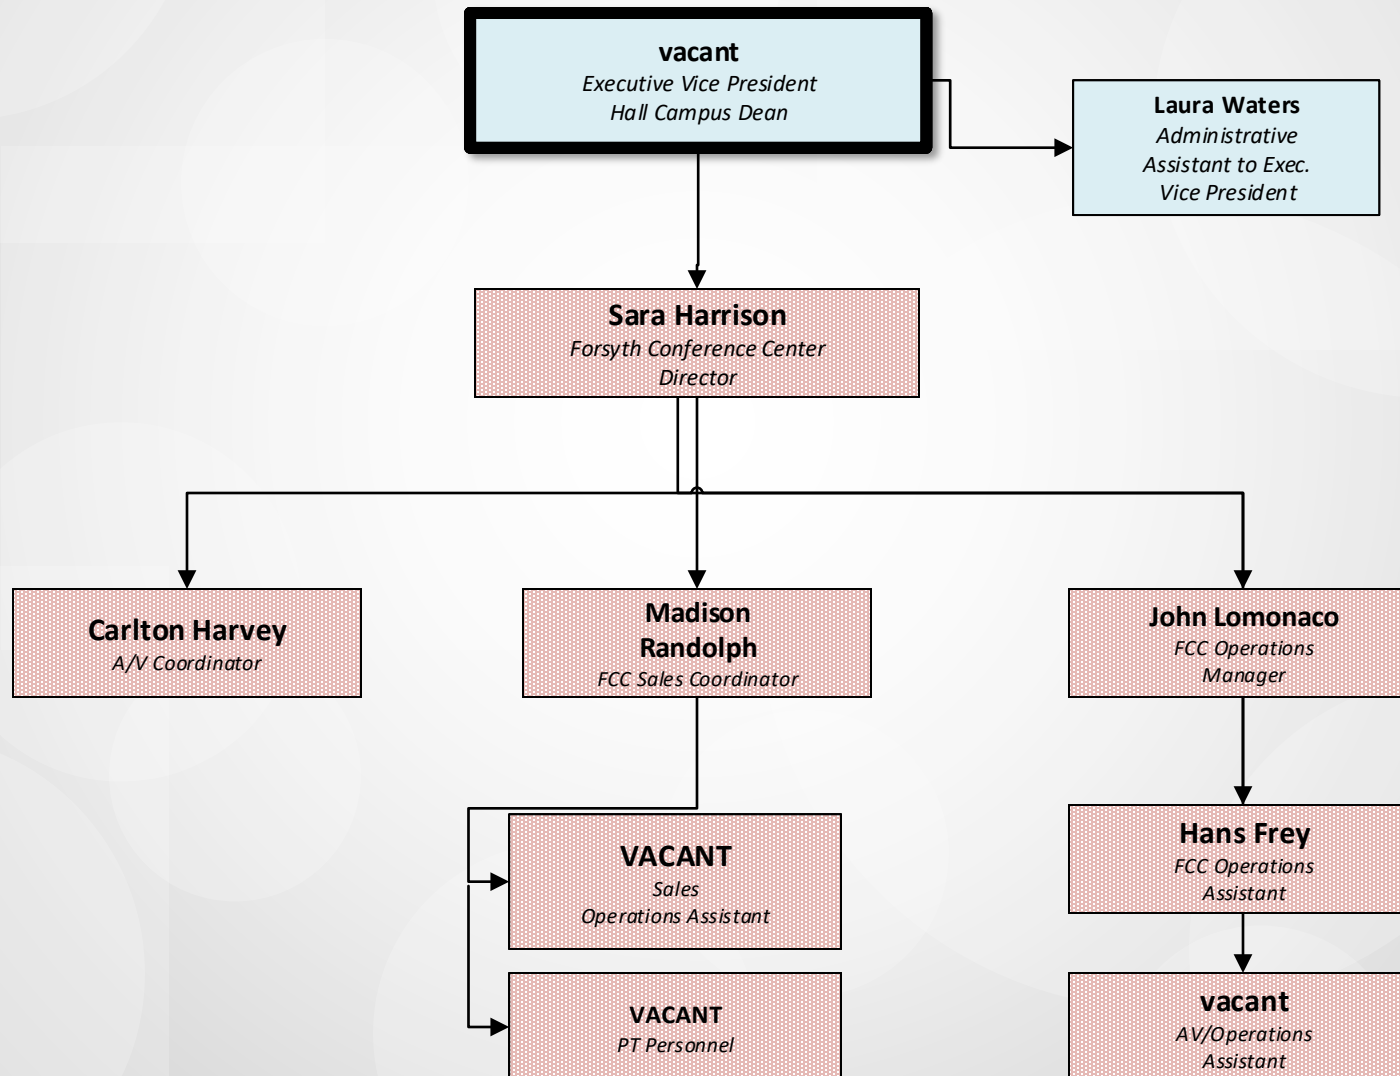 vacant
Executive Vice President
Hall Campus Dean
Laura Waters
Administrative
Assistant to Exec.
Vice President
Sara Harrison
Forsyth Conference Center
Director
Carlton Harvey
A/V Coordinator
Madison
Randolph
FCC Sales Coordinator
John Lomonaco
FCC Operations
Manager
VACANT
Sales
Operations Assistant
Hans Frey
FCC Operations
Assistant
VACANT
PT Personnel
vacant
AV/Operations
Assistant